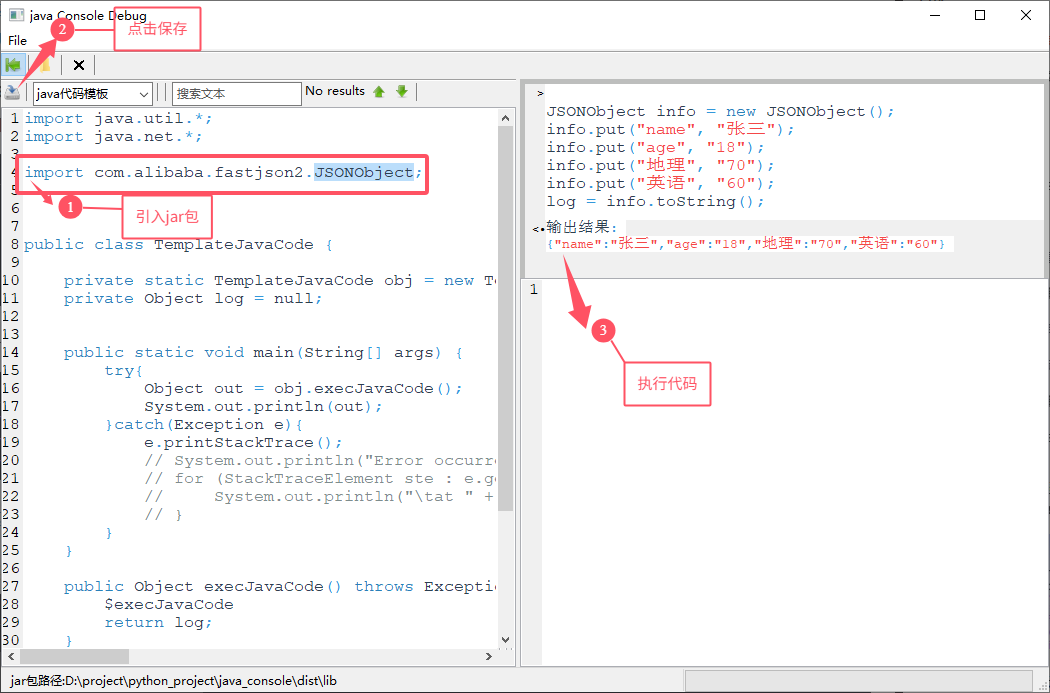 java Console Debug
2
点击保存
File
java代码模板
搜索文本
No results
1 import java.util.*;
2 import java.net.*;
3
4 import com.alibaba.fastjson2.JSONObject;
5
1
引入jar包
6
7
8 public class TemplateJavaCode {
9
10 private static TemplateJavaCode obj = new Te
11 private Object log = null;
12
13
14 public static void main(String[] args) {
15 try{
16 Object out = obj.execJavaCode();
17 System.out.println(out);
18 }catch(Exception e){
19 e.printStackTrace();
20 // System.out.println("Error occurre
21 // for (StackTraceElement ste : e.ge
22 // System.out.println("\tat " +
23 // }
24 }
25 }
26
27 public Object execJavaCode() throws Exceptio
28 $execJavaCode
29 return log;
30 }
>
JSONObject info = new JSONObject();
info.put("name", "张三");
info.put("age", "18");
info.put("地理", "70");
info.put("英语", "60");
log = info.toString();
<• 输出结果:
{"name":"张三","age":"18","地理":"70","英语":"60"}
1
3
执行代码
jar包路径:D:\project\python_project\java_console\dist\lib